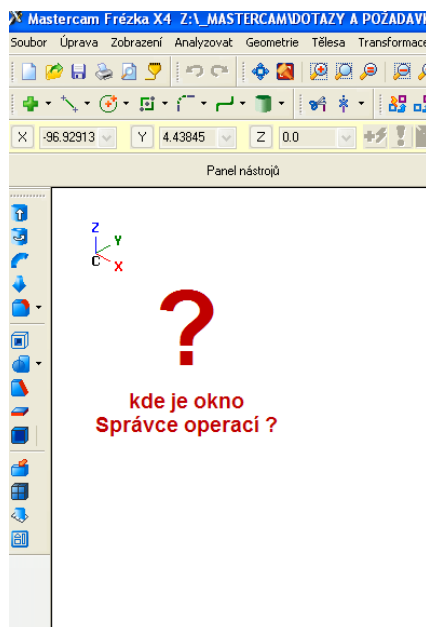 Mastercam Frézka X4 Z:\_MASTERCAM\DOTAZY A POŽADAVK
Soubor Úprava Zobrazení Analyzovat Geometrie Tělesa Transformace
X -96.92913 Y 4.43845 Z 0.0
Panel nástrojů
Z
Y
C X
?
kde je okno
Správce operací ?